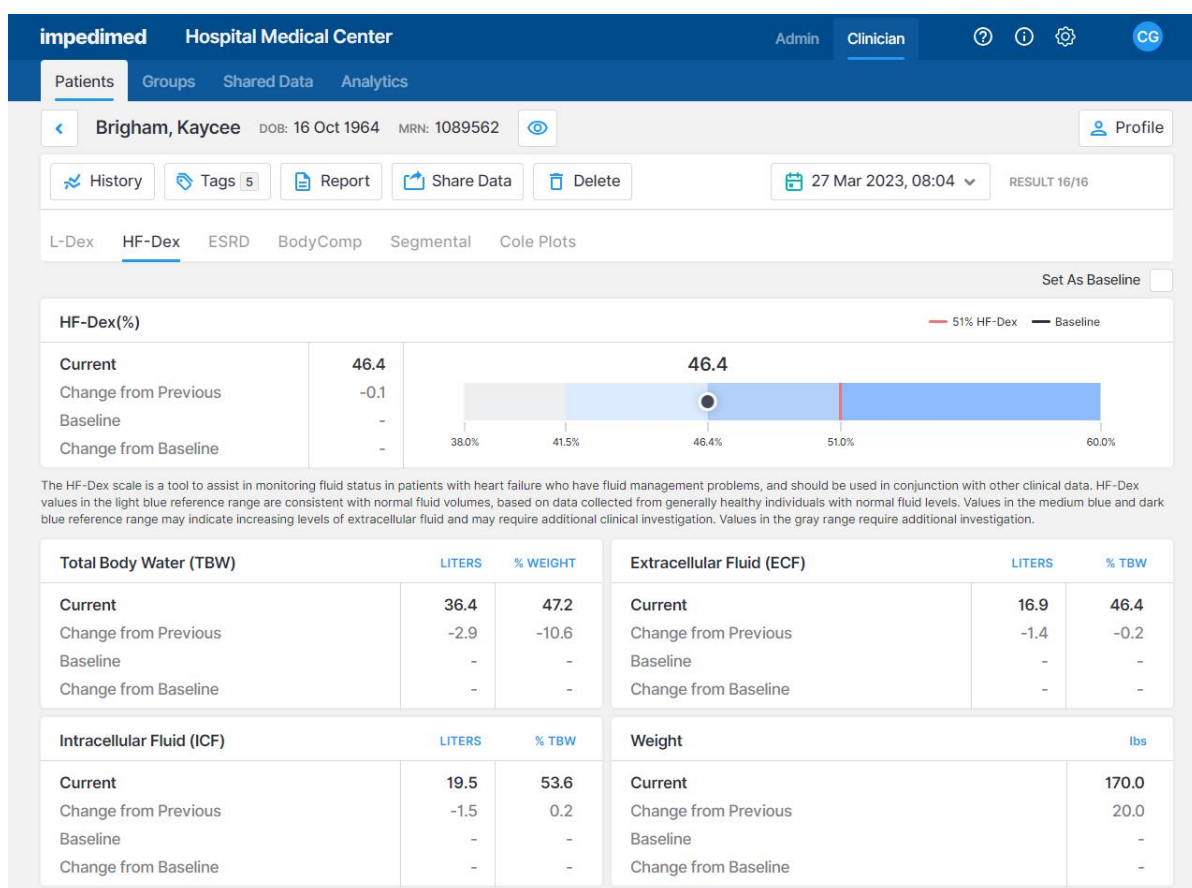 impedimed Hospital Medical Center Admin Clinician CG
Patients Groups Shared Data Analytics
Brigham, Kaycee DOB: 16 Oct 1964 MRN: 1089562 Profile
History Tags 5 Report Share Data Delete 27 Mar 2023, 08:04 RESULT 16/16
L-Dex HF-Dex ESRD BodyComp Segmental Cole Plots
Set As Baseline
HF-Dex(%) 51% HF-Dex Baseline
Current 46.4 46.4
Change from Previous -0.1
Baseline -
Change from Baseline -
38.0% 41.5% 46.4% 51.0% 60.0%
The HF-Dex scale is a tool to assist in monitoring fluid status in patients with heart failure who have fluid management problems, and should be used in conjunction with other clinical data. HF-Dex
values in the light blue reference range are consistent with normal fluid volumes, based on data collected from generally healthy individuals with normal fluid levels. Values in the medium blue and dark
blue reference range may indicate increasing levels of extracellular fluid and may require additional clinical investigation. Values in the gray range require additional investigation.
Total Body Water (TBW) LITERS % WEIGHT
Current 36.4 47.2
Change from Previous -2.9 -10.6
Baseline - -
Change from Baseline - -
Extracellular Fluid (ECF) LITERS % TBW
Current 16.9 46.4
Change from Previous -1.4 -0.2
Baseline - -
Change from Baseline - -
Intracellular Fluid (ICF) LITERS % TBW
Current 19.5 53.6
Change from Previous -1.5 0.2
Baseline - -
Change from Baseline - -
Weight lbs
Current 170.0
Change from Previous 20.0
Baseline -
Change from Baseline -